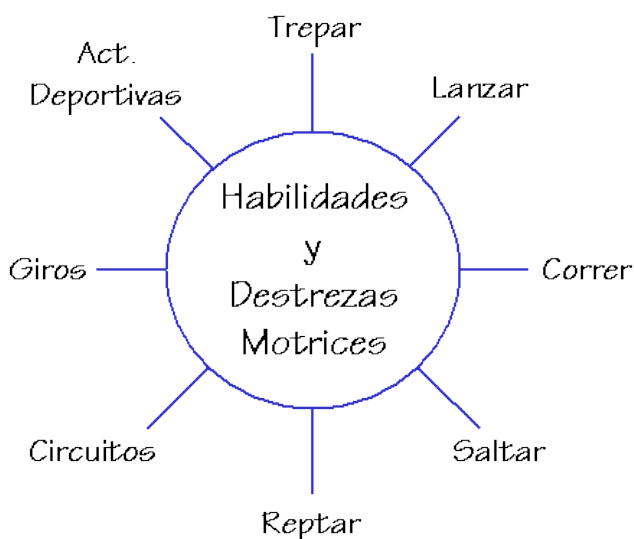 Trepar
Act.
Deportivas
Lanzar
Habilidades
y
Destrezas
Motrices
Giros
Correr
Circuitos
Saltar
Reptar